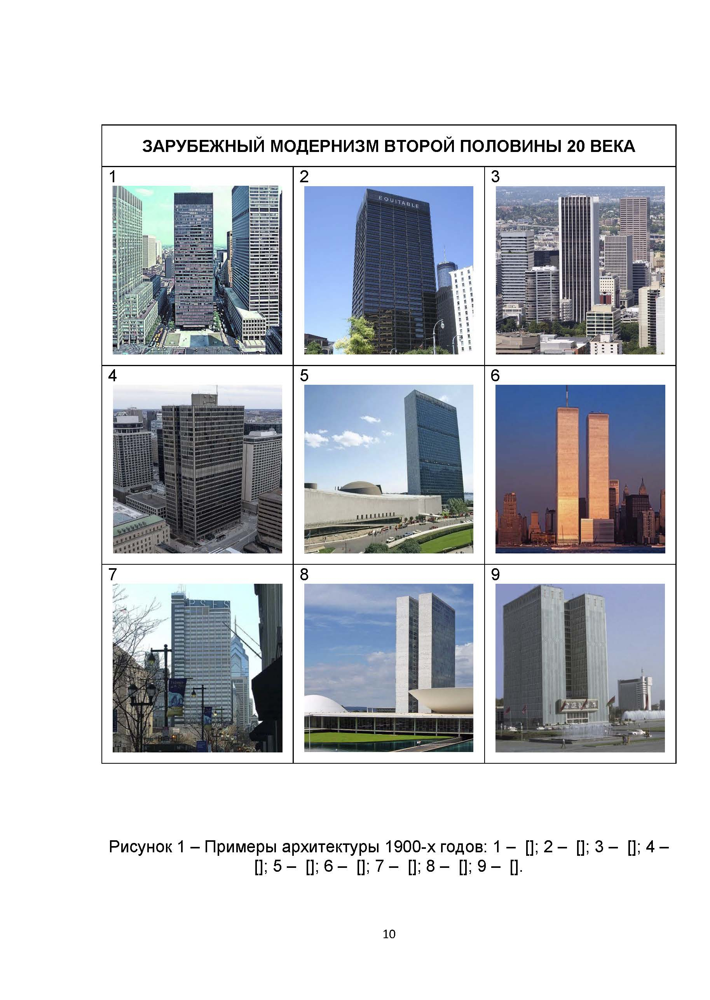 ЗАРУБЕЖНЫЙ МОДЕРНИЗМ ВТОРОЙ ПОЛОВИНЫ 20 ВЕКА
1
2
3
EQUITABLE
4
5
6
7
8
9
PSFS
Рисунок 1 – Примеры архитектуры 1900-х годов: 1 –  []; 2 –  []; 3 –  []; 4 –
[]; 5 –  []; 6 –  []; 7 –  []; 8 –  []; 9 –  [].
10